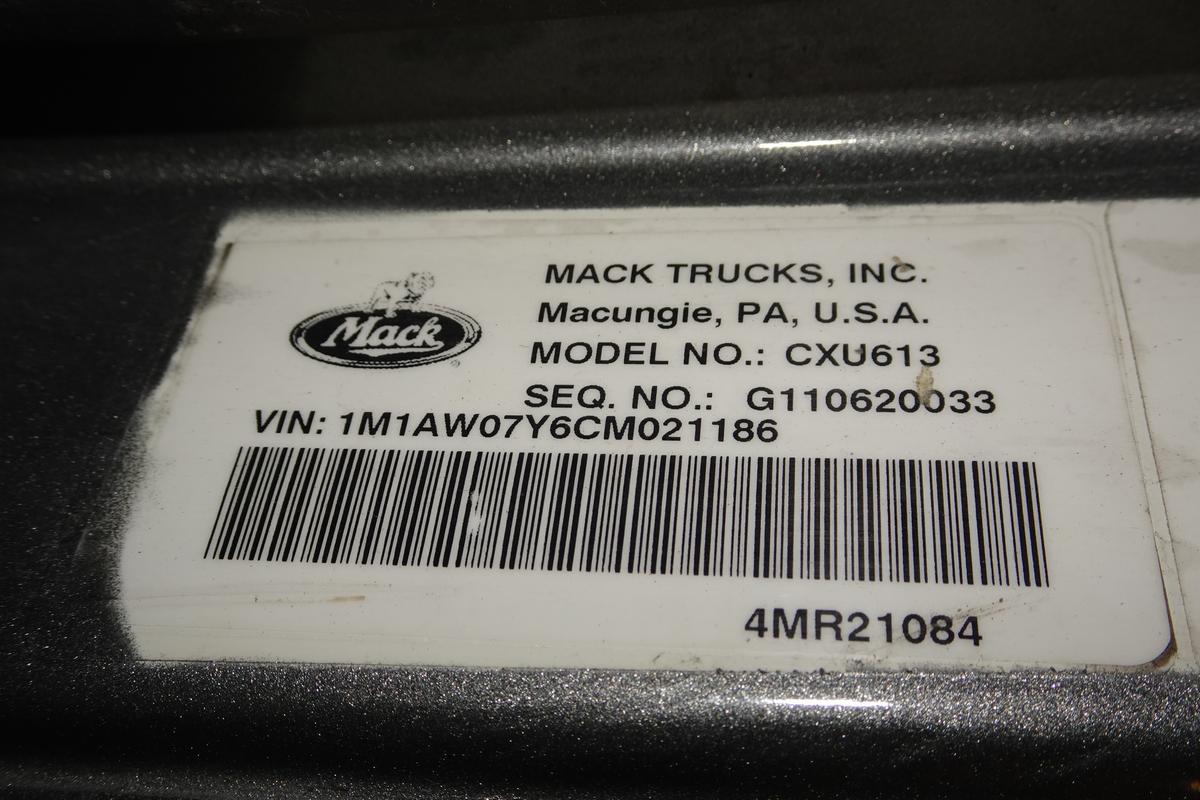 Mack
®
MACK TRUCKS, INC.
Macungie, PA, U.S.A.
MODEL NO.: CXU613
SEQ. NO.: G110620033
VIN: 1M1AW07Y6CM021186
4MR21084